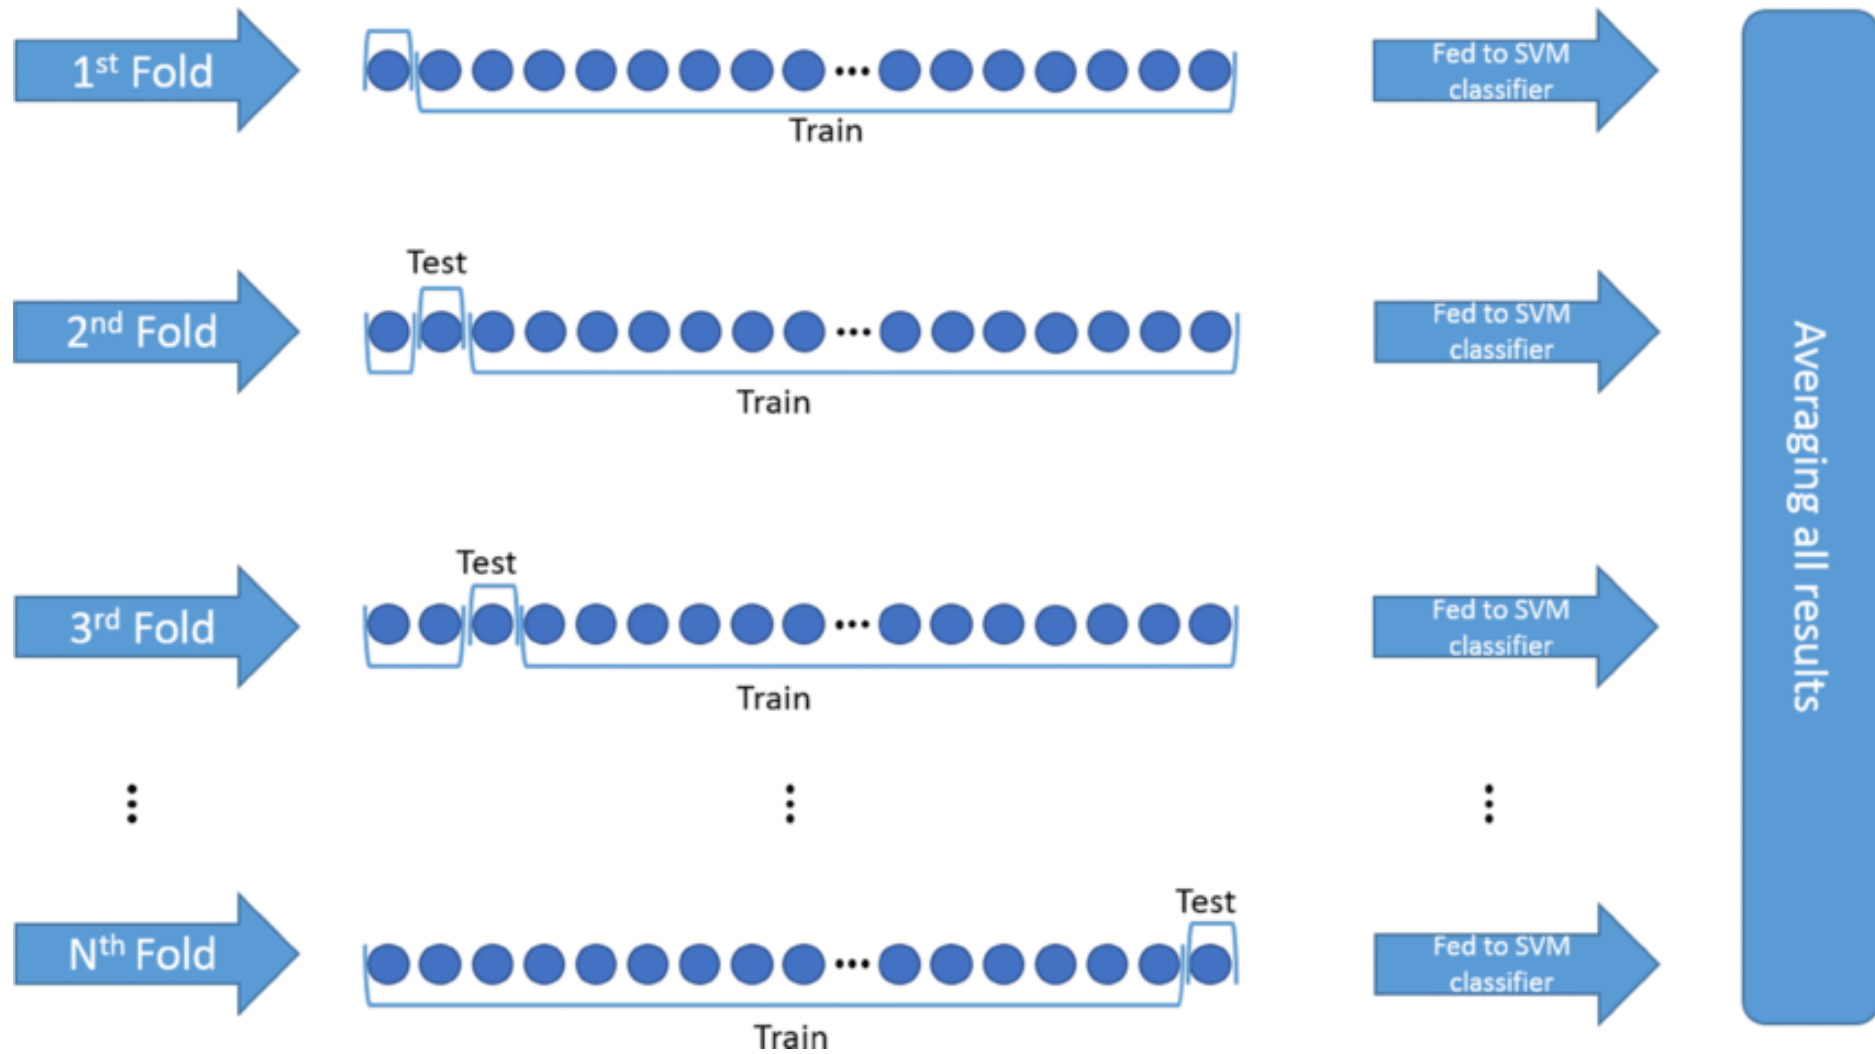 1st Fold
Train
Fed to SVM
classifier
Test
2nd Fold
Train
Fed to SVM
classifier
Test
3rd Fold
Train
Fed to SVM
classifier
Test
Nth Fold
Train
Fed to SVM
classifier
Averaging all results